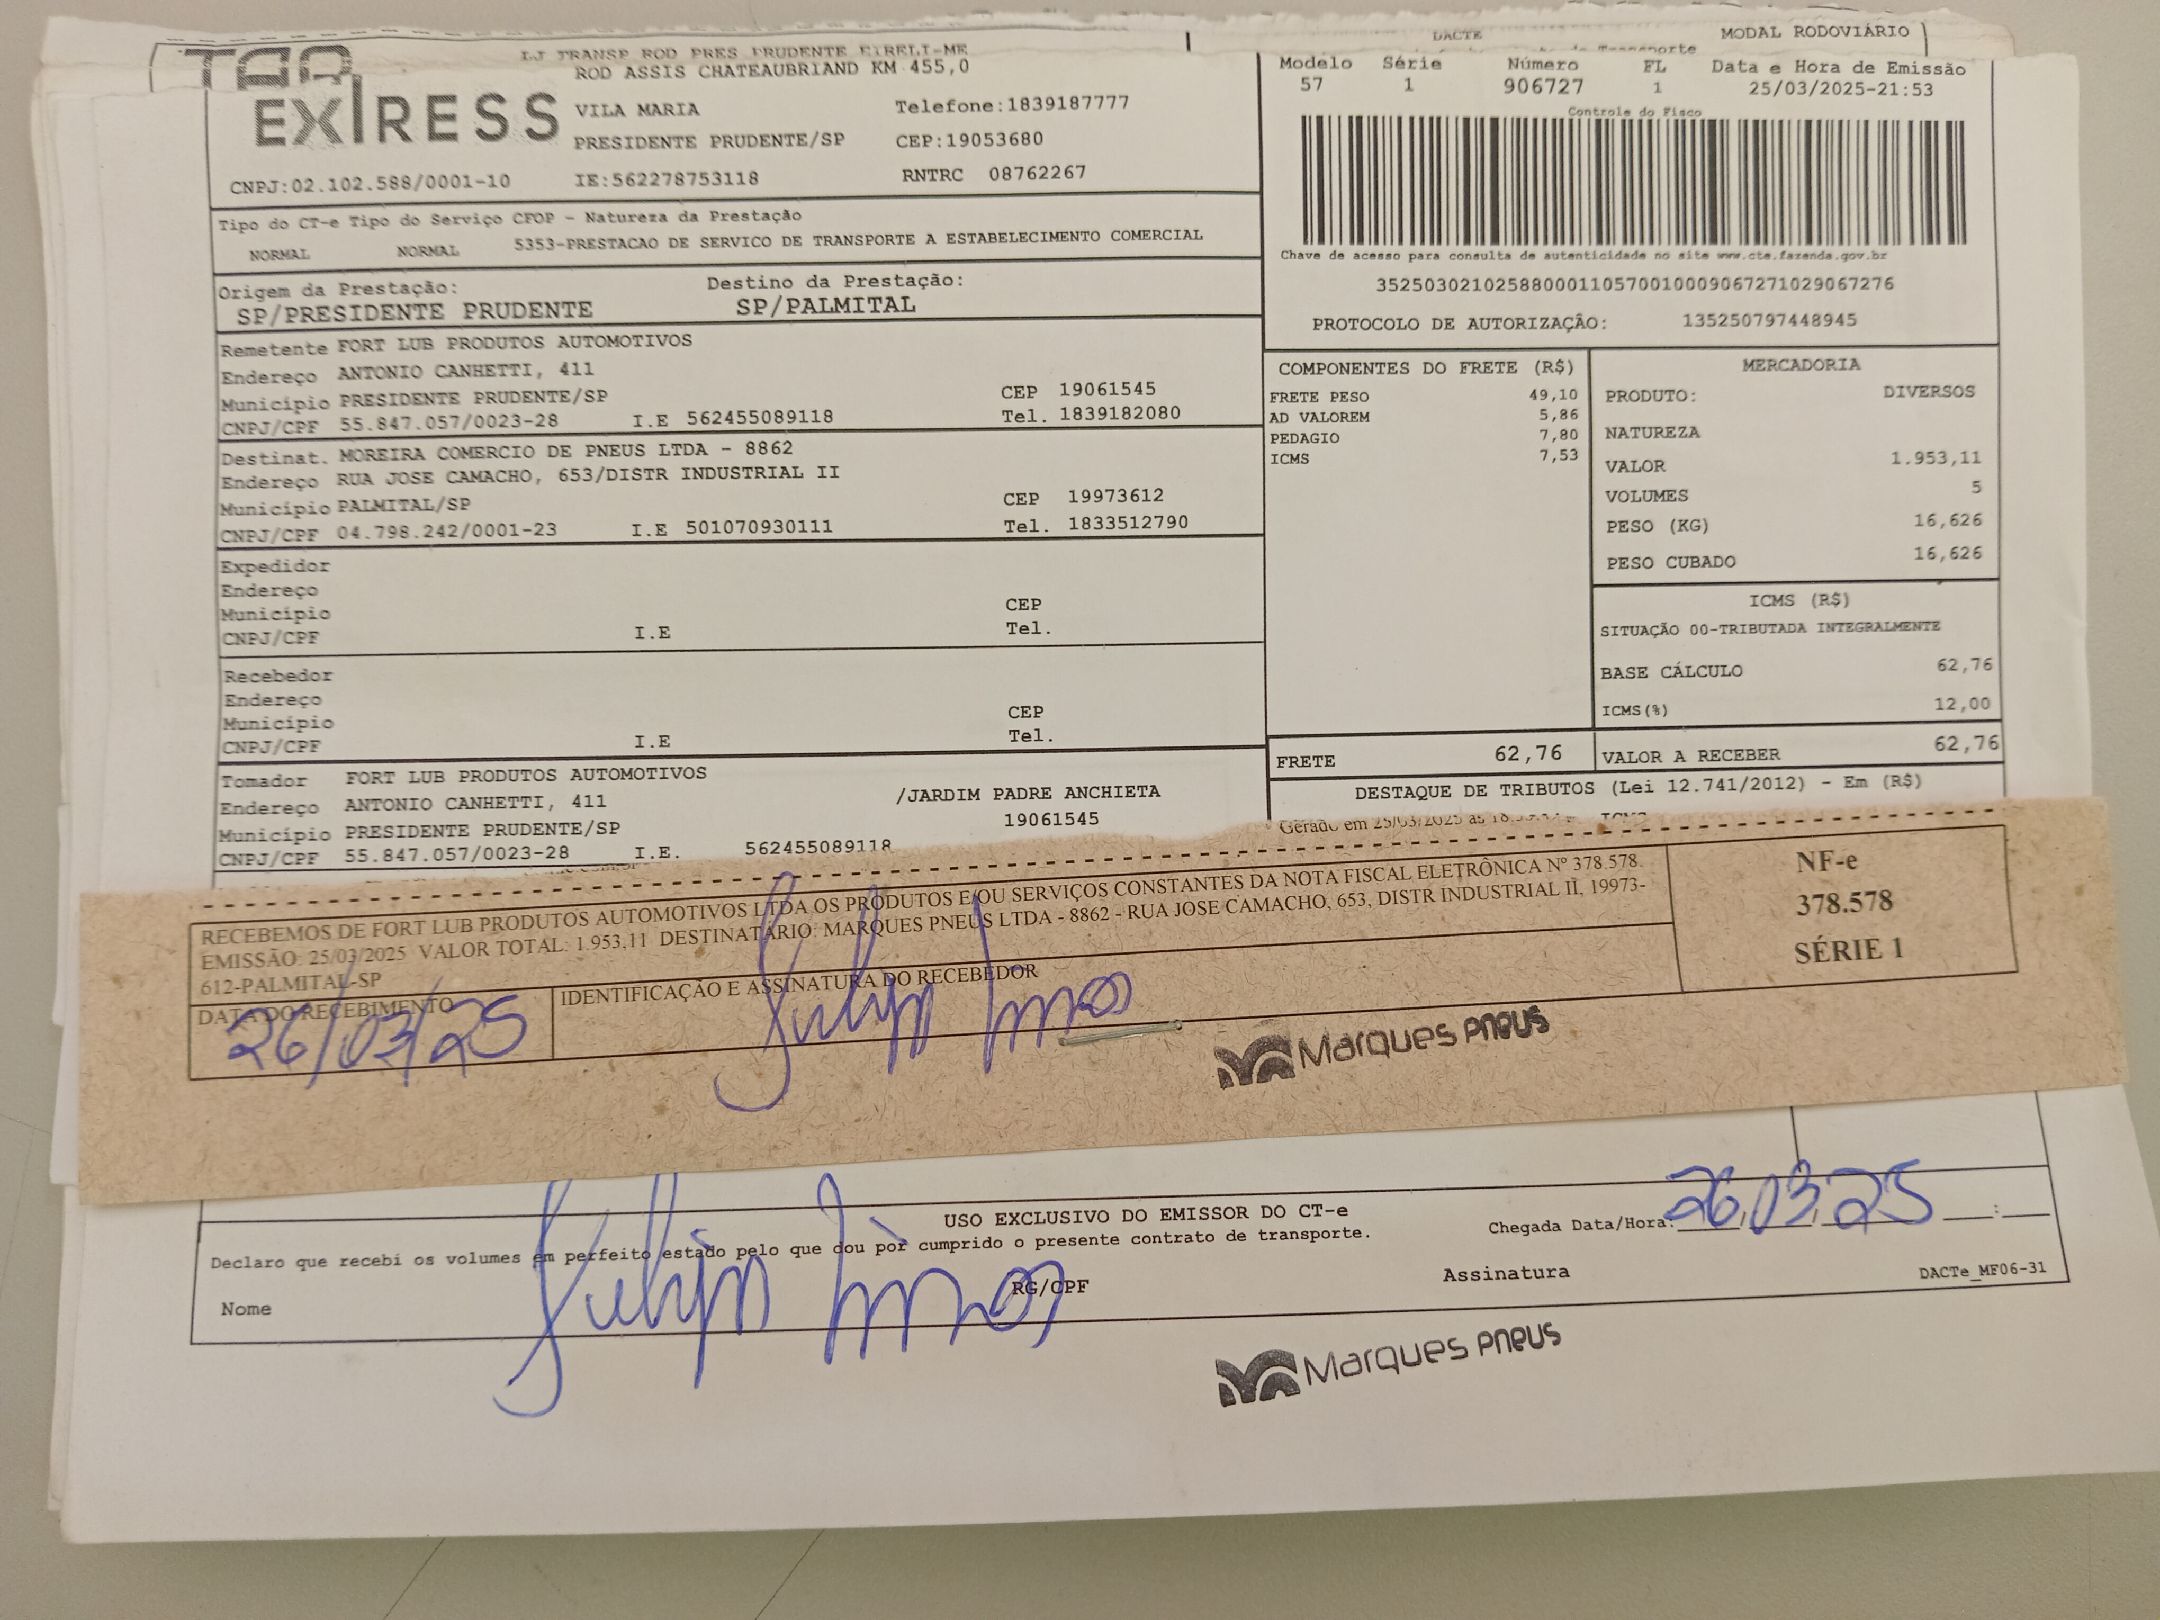 EXPRESS
LJ TRANSP ROD PRES PRUDENTE EIRELI-ME
ROD ASSIS CHATEAUBRIAND KM 455,0
VILA MARIA Telefone:1839187777
PRESIDENTE PRUDENTE/SP CEP:19053680
CNPJ:02.102.588/0001-10 IE:562278753118 RNTRC 08762267
DACTE MODAL RODOVIÁRIO
Modelo Série Número FL Data e Hora de Emissão
57 1 906727 1 25/03/2025-21:53
Controle do Fisco
Chave de acesso para consulta de autenticidade no site www.cte.fazenda.gov.br
35250302102588000110570010009067271029067276
PROTOCOLO DE AUTORIZAÇÃO: 135250797448945
Tipo do CT-e Tipo do Serviço CFOP - Natureza da Prestação
NORMAL NORMAL 5353-PRESTACAO DE SERVICO DE TRANSPORTE A ESTABELECIMENTO COMERCIAL
Origem da Prestação: Destino da Prestação:
SP/PRESIDENTE PRUDENTE SP/PALMITAL
Remetente FORT LUB PRODUTOS AUTOMOTIVOS
Endereço ANTONIO CANHETTI, 411
Município PRESIDENTE PRUDENTE/SP CEP 19061545
CNPJ/CPF 55.847.057/0023-28 I.E 562455089118 Tel. 1839182080
Destinat. MOREIRA COMERCIO DE PNEUS LTDA - 8862
Endereço RUA JOSE CAMACHO, 653/DISTR INDUSTRIAL II
Município PALMITAL/SP CEP 19973612
CNPJ/CPF 04.798.242/0001-23 I.E 501070930111 Tel. 1833512790
Expedidor
Endereço
Município CEP
CNPJ/CPF I.E Tel.
Recebedor
Endereço
Município CEP
CNPJ/CPF I.E Tel.
Tomador FORT LUB PRODUTOS AUTOMOTIVOS
Endereço ANTONIO CANHETTI, 411 /JARDIM PADRE ANCHIETA
Município PRESIDENTE PRUDENTE/SP 19061545
CNPJ/CPF 55.847.057/0023-28 I.E. 562455089118
COMPONENTES DO FRETE (R$)
FRETE PESO 49,10
AD VALOREM 5,86
PEDAGIO 7,80
ICMS 7,53
MERCADORIA
PRODUTO: DIVERSOS
NATUREZA
VALOR 1.953,11
VOLUMES 5
PESO (KG) 16,626
PESO CUBADO 16,626
ICMS (R$)
SITUAÇÃO 00-TRIBUTADA INTEGRALMENTE
BASE CÁLCULO 62,76
ICMS(%) 12,00
FRETE 62,76 VALOR A RECEBER 62,76
DESTAQUE DE TRIBUTOS (Lei 12.741/2012) - Em (R$)
Gerado em 25/03/2025 as
RECEBEMOS DE FORT LUB PRODUTOS AUTOMOTIVOS LTDA OS PRODUTOS E/OU SERVIÇOS CONSTANTES DA NOTA FISCAL ELETRÔNICA Nº 378.578.
EMISSÃO: 25/03/2025 VALOR TOTAL: 1.953,11 DESTINATÁRIO: MARQUES PNEUS LTDA - 8862 - RUA JOSE CAMACHO, 653, DISTR INDUSTRIAL II, 19973-
612-PALMITAL-SP
DATA DO RECEBIMENTO IDENTIFICAÇÃO E ASSINATURA DO RECEBEDOR
26/03/25
NF-e
378.578
SÉRIE 1
Marques Pneus
USO EXCLUSIVO DO EMISSOR DO CT-e
Declaro que recebi os volumes em perfeito estado pelo que dou por cumprido o presente contrato de transporte.
Chegada Data/Hora: 26/03/25 :
Nome RG/CPF Assinatura DACTe_MF06-31
Marques Pneus